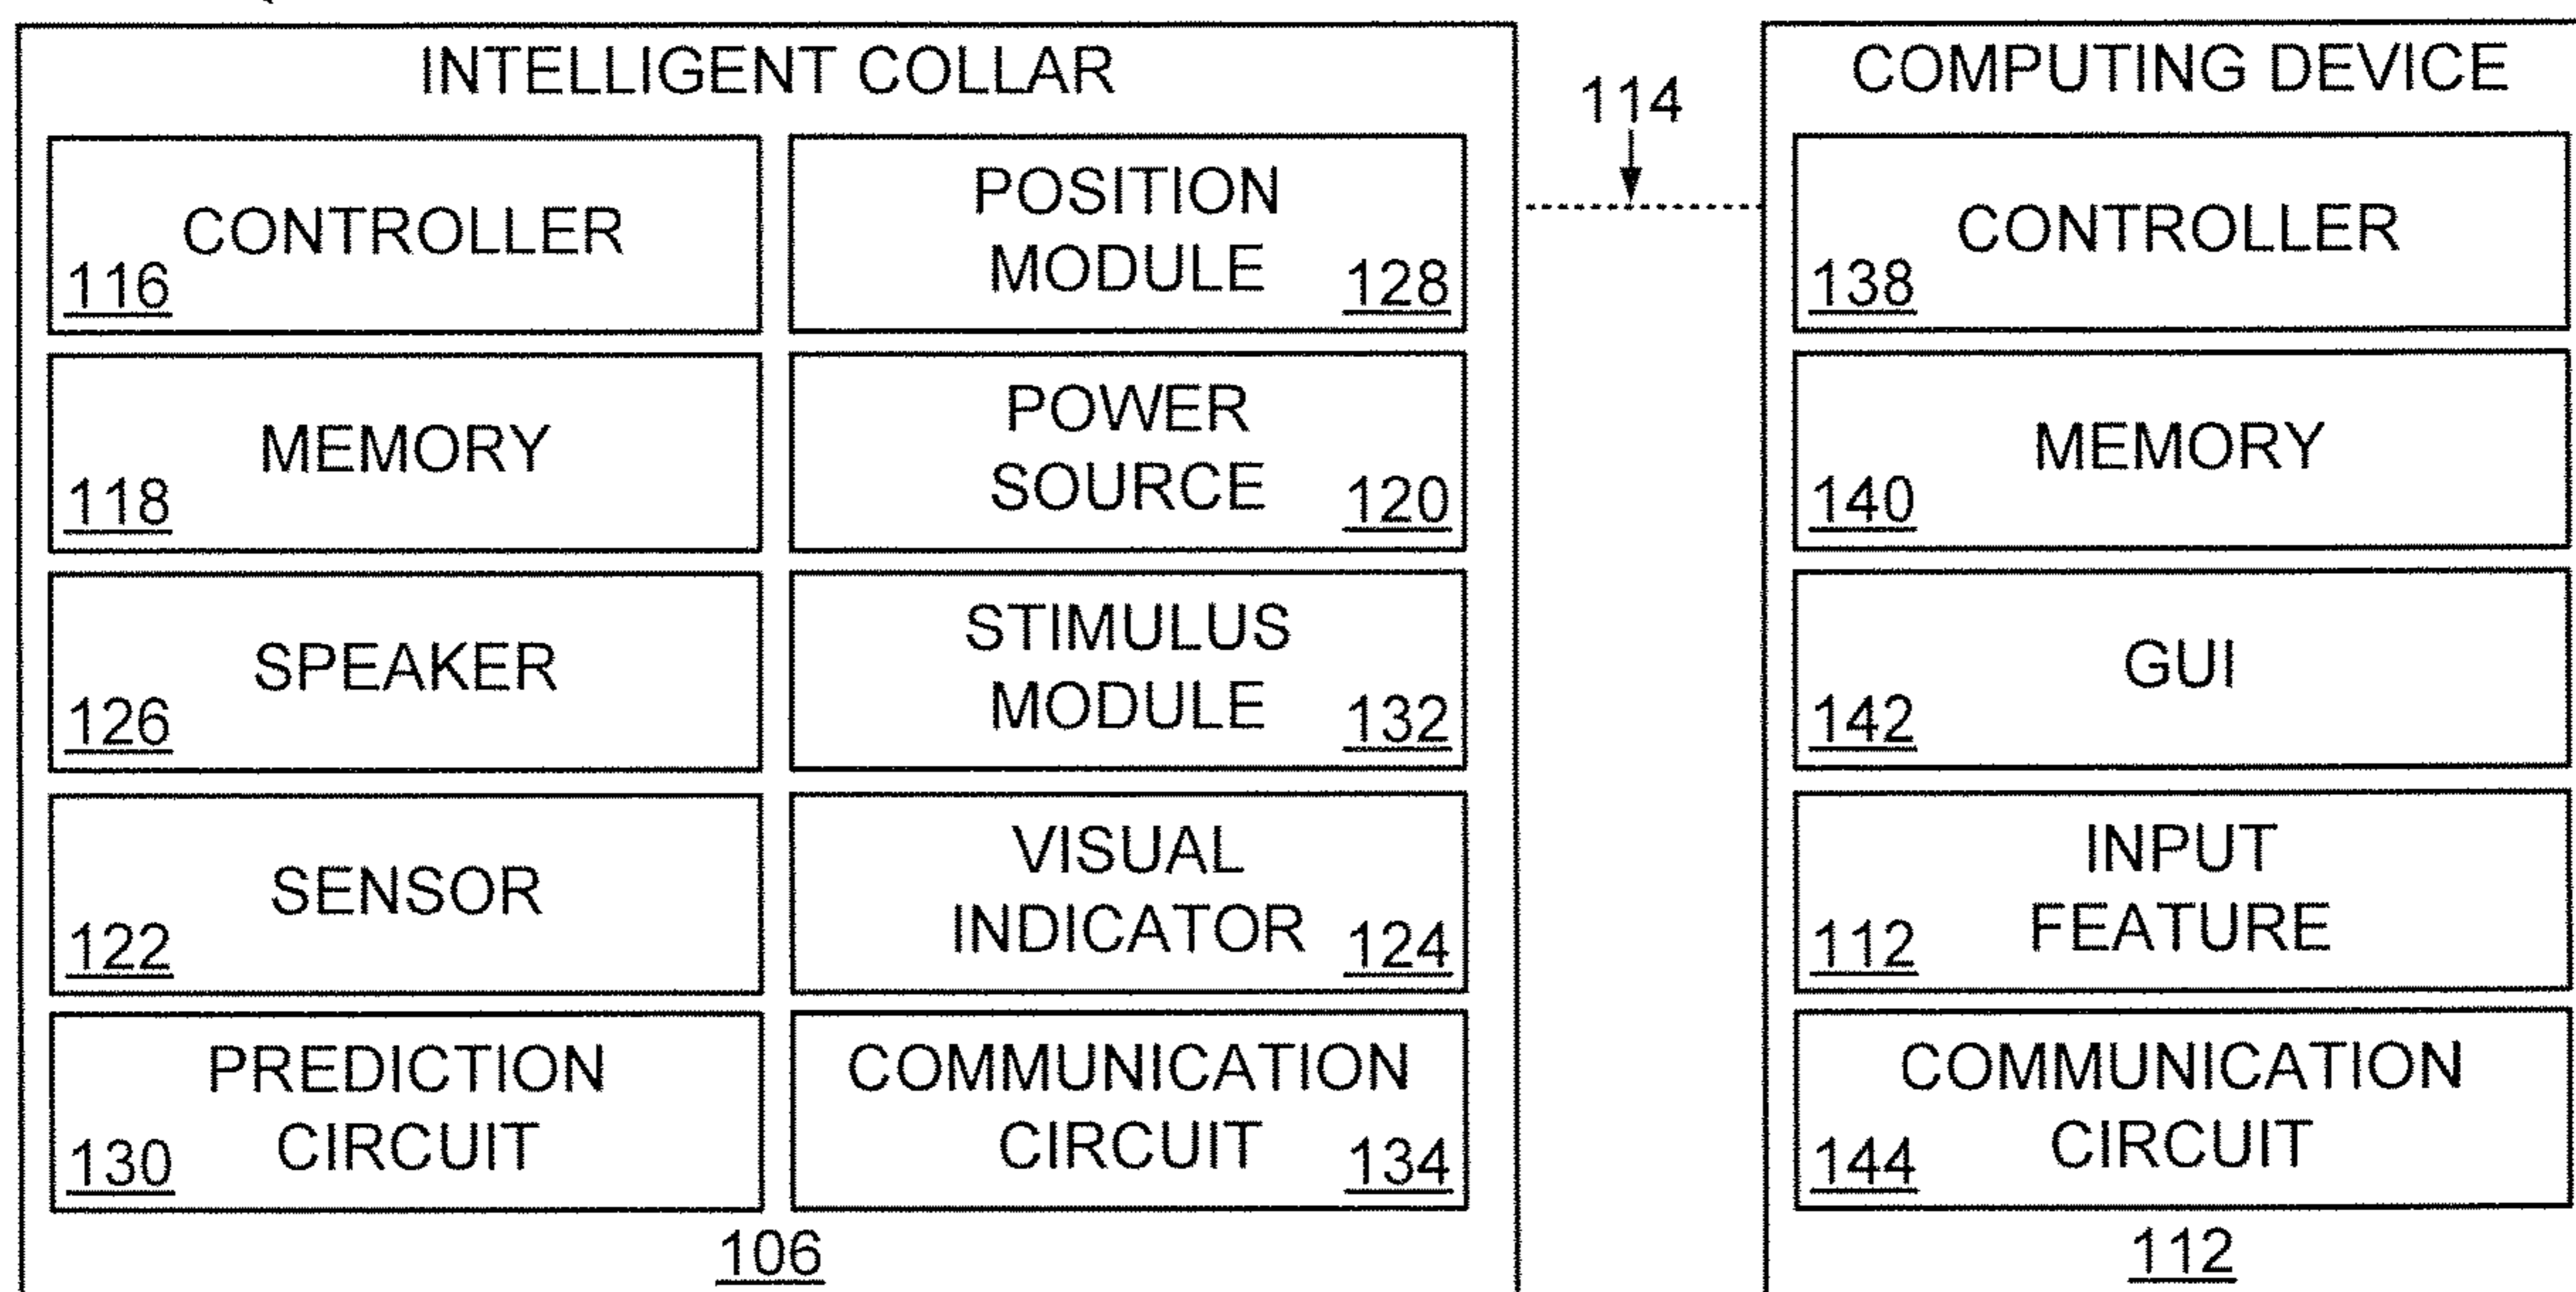 INTELLIGENT COLLAR
CONTROLLER
116
POSITION
MODULE
128
MEMORY
118
POWER
SOURCE
120
SPEAKER
126
STIMULUS
MODULE
132
SENSOR
122
VISUAL
INDICATOR
124
PREDICTION
CIRCUIT
130
COMMUNICATION
CIRCUIT
134
106
114
COMPUTING DEVICE
CONTROLLER
138
MEMORY
140
GUI
142
INPUT
FEATURE
112
COMMUNICATION
CIRCUIT
144
112